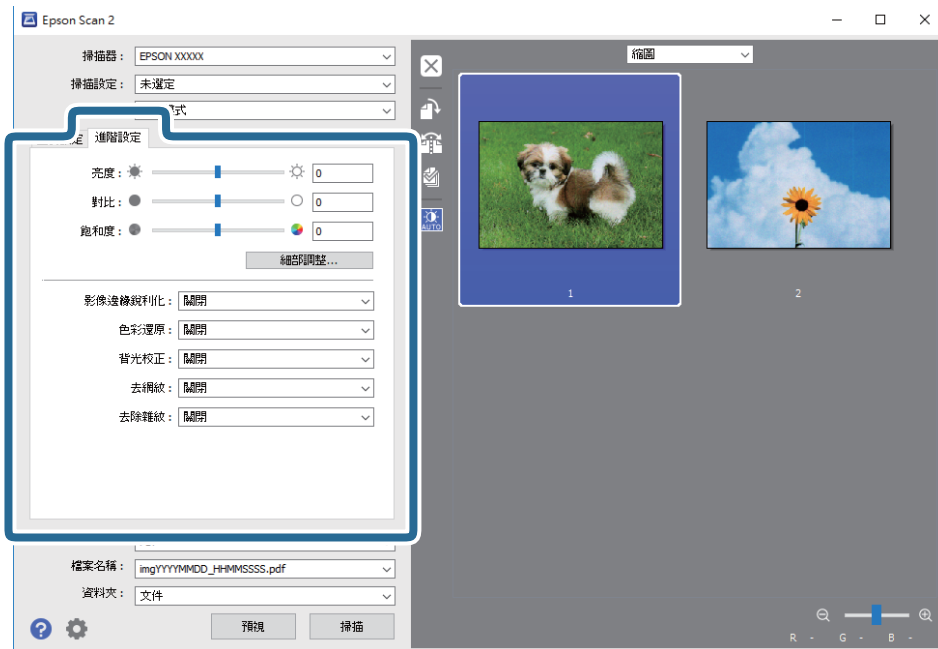 Epson Scan 2
掃描器：
EPSON XXXXX
掃描設定：
未選定
式
定
進階設定
亮度：
0
對比：
0
飽和度：
0
細部調整...
影像邊緣銳利化：
關閉
色彩還原：
關閉
背光校正：
關閉
去網紋：
關閉
去除雜紋：
關閉
檔案名稱：
imgYYYYMMDD_HHMMSSSS.pdf
資料夾：
文件
預視
掃描
AUTO
縮圖
1
2
R - G - B -